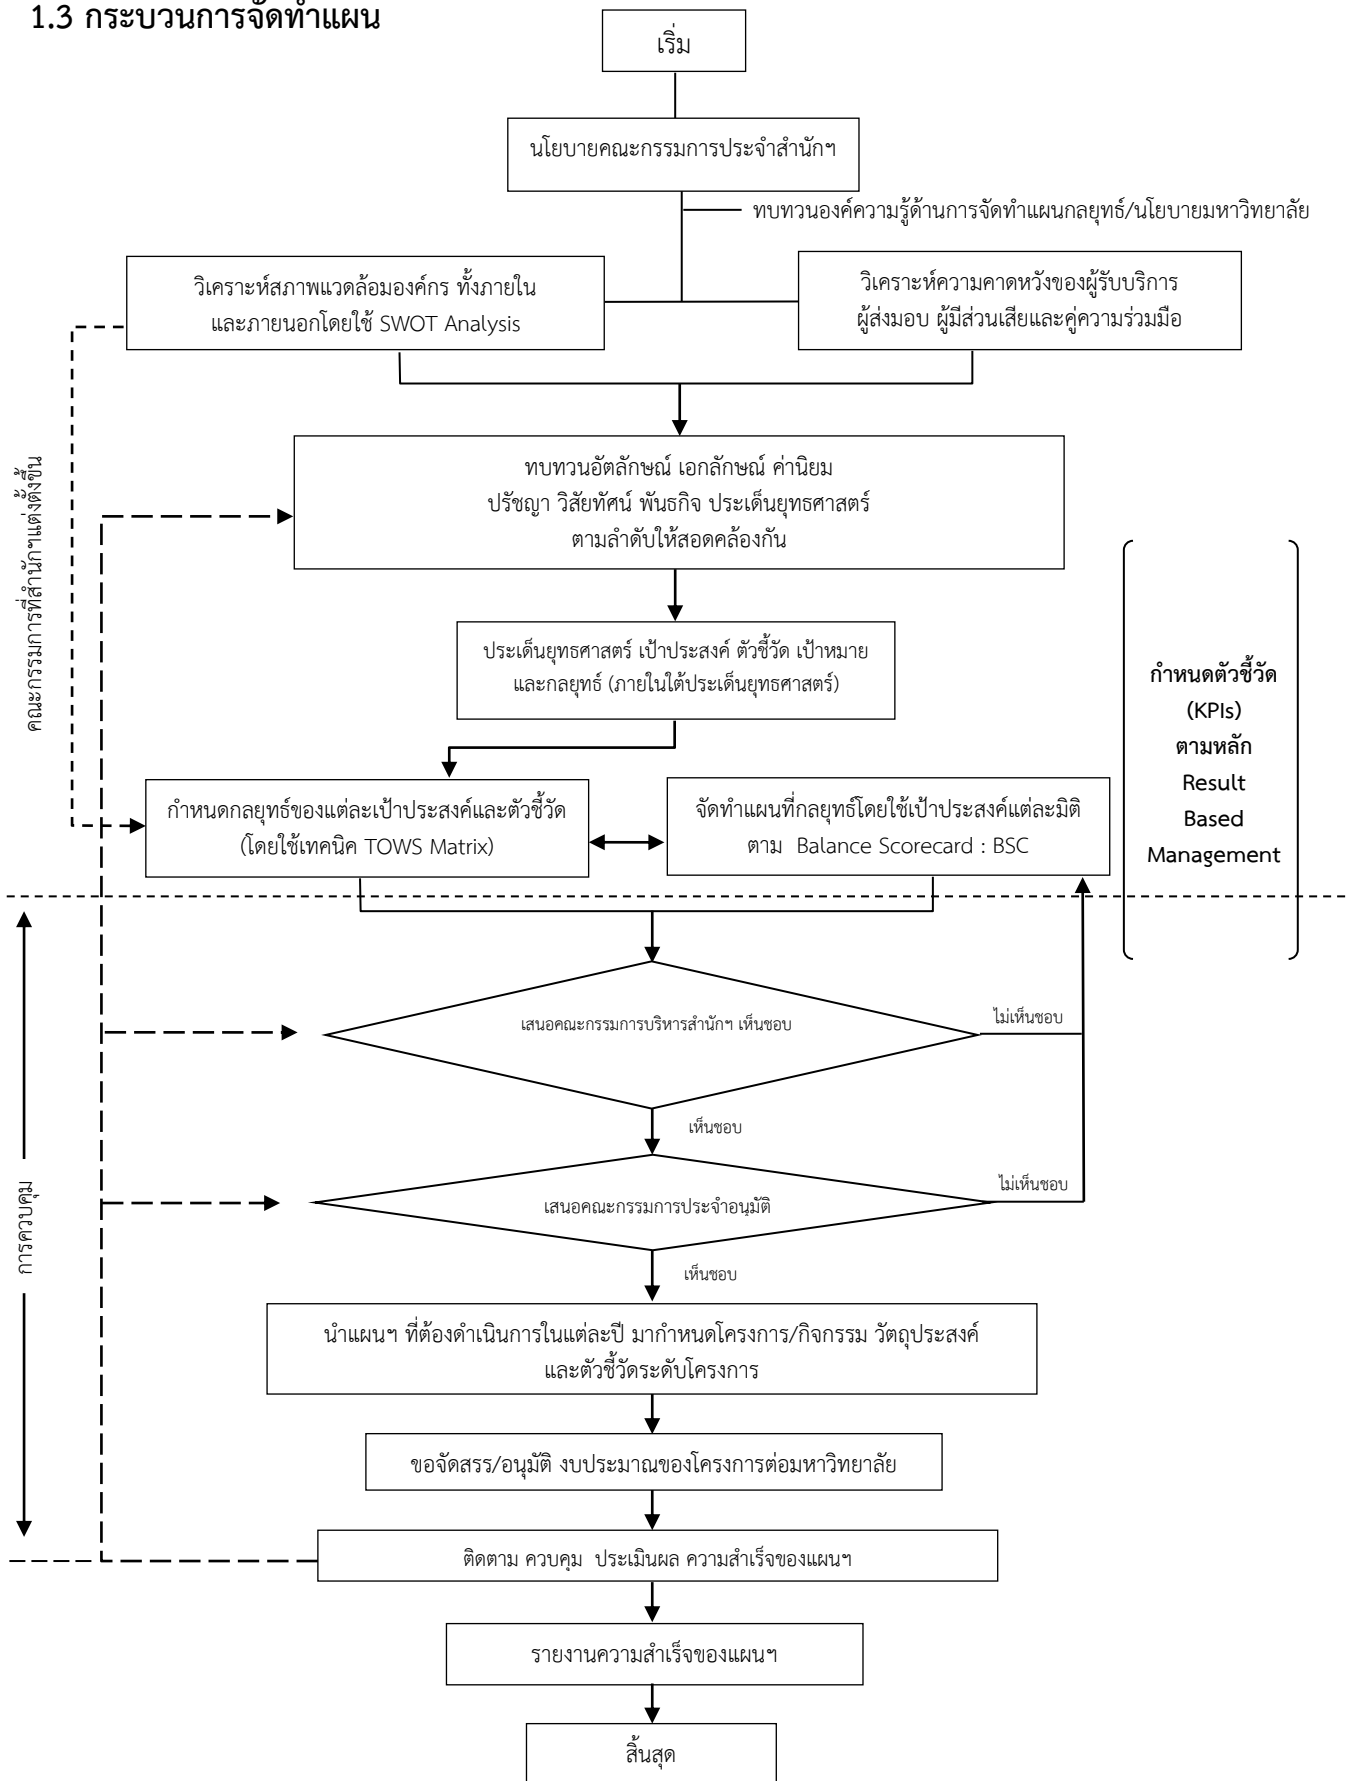 1.3 กระบวนการจัดทำแผน
เริ่ม
นโยบายคณะกรรมการประจำสำนักฯ
ทบทวนองค์ความรู้ด้านการจัดทำแผนกลยุทธ์/นโยบายมหาวิทยาลัย
วิเคราะห์สภาพแวดล้อมองค์กร ทั้งภายใน
และภายนอกโดยใช้ SWOT Analysis
วิเคราะห์ความคาดหวังของผู้รับบริการ
ผู้ส่งมอบ ผู้มีส่วนเสียและคู่ความร่วมมือ
คณะกรรมการที่สำนักฯแต่งตั้งขึ้น
ทบทวนอัตลักษณ์ เอกลักษณ์ ค่านิยม
ปรัชญา วิสัยทัศน์ พันธกิจ ประเด็นยุทธศาสตร์
ตามลำดับให้สอดคล้องกัน
ประเด็นยุทธศาสตร์ เป้าประสงค์ ตัวชี้วัด เป้าหมาย
และกลยุทธ์ (ภายในใต้ประเด็นยุทธศาสตร์)
กำหนดตัวชี้วัด
(KPIs)
ตามหลัก
Result
Based
Management
กำหนดกลยุทธ์ของแต่ละเป้าประสงค์และตัวชี้วัด
(โดยใช้เทคนิค TOWS Matrix)
จัดทำแผนที่กลยุทธ์โดยใช้เป้าประสงค์แต่ละมิติ
ตาม Balance Scorecard : BSC
เสนอคณะกรรมการบริหารสำนักฯ เห็นชอบ
ไม่เห็นชอบ
เห็นชอบ
การควบคุม
เสนอคณะกรรมการประจำอนุมัติ
ไม่เห็นชอบ
เห็นชอบ
นำแผนฯ ที่ต้องดำเนินการในแต่ละปี มากำหนดโครงการ/กิจกรรม วัตถุประสงค์
และตัวชี้วัดระดับโครงการ
ขอจัดสรร/อนุมัติ งบประมาณของโครงการต่อมหาวิทยาลัย
ติดตาม ควบคุม ประเมินผล ความสำเร็จของแผนฯ
รายงานความสำเร็จของแผนฯ
สิ้นสุด